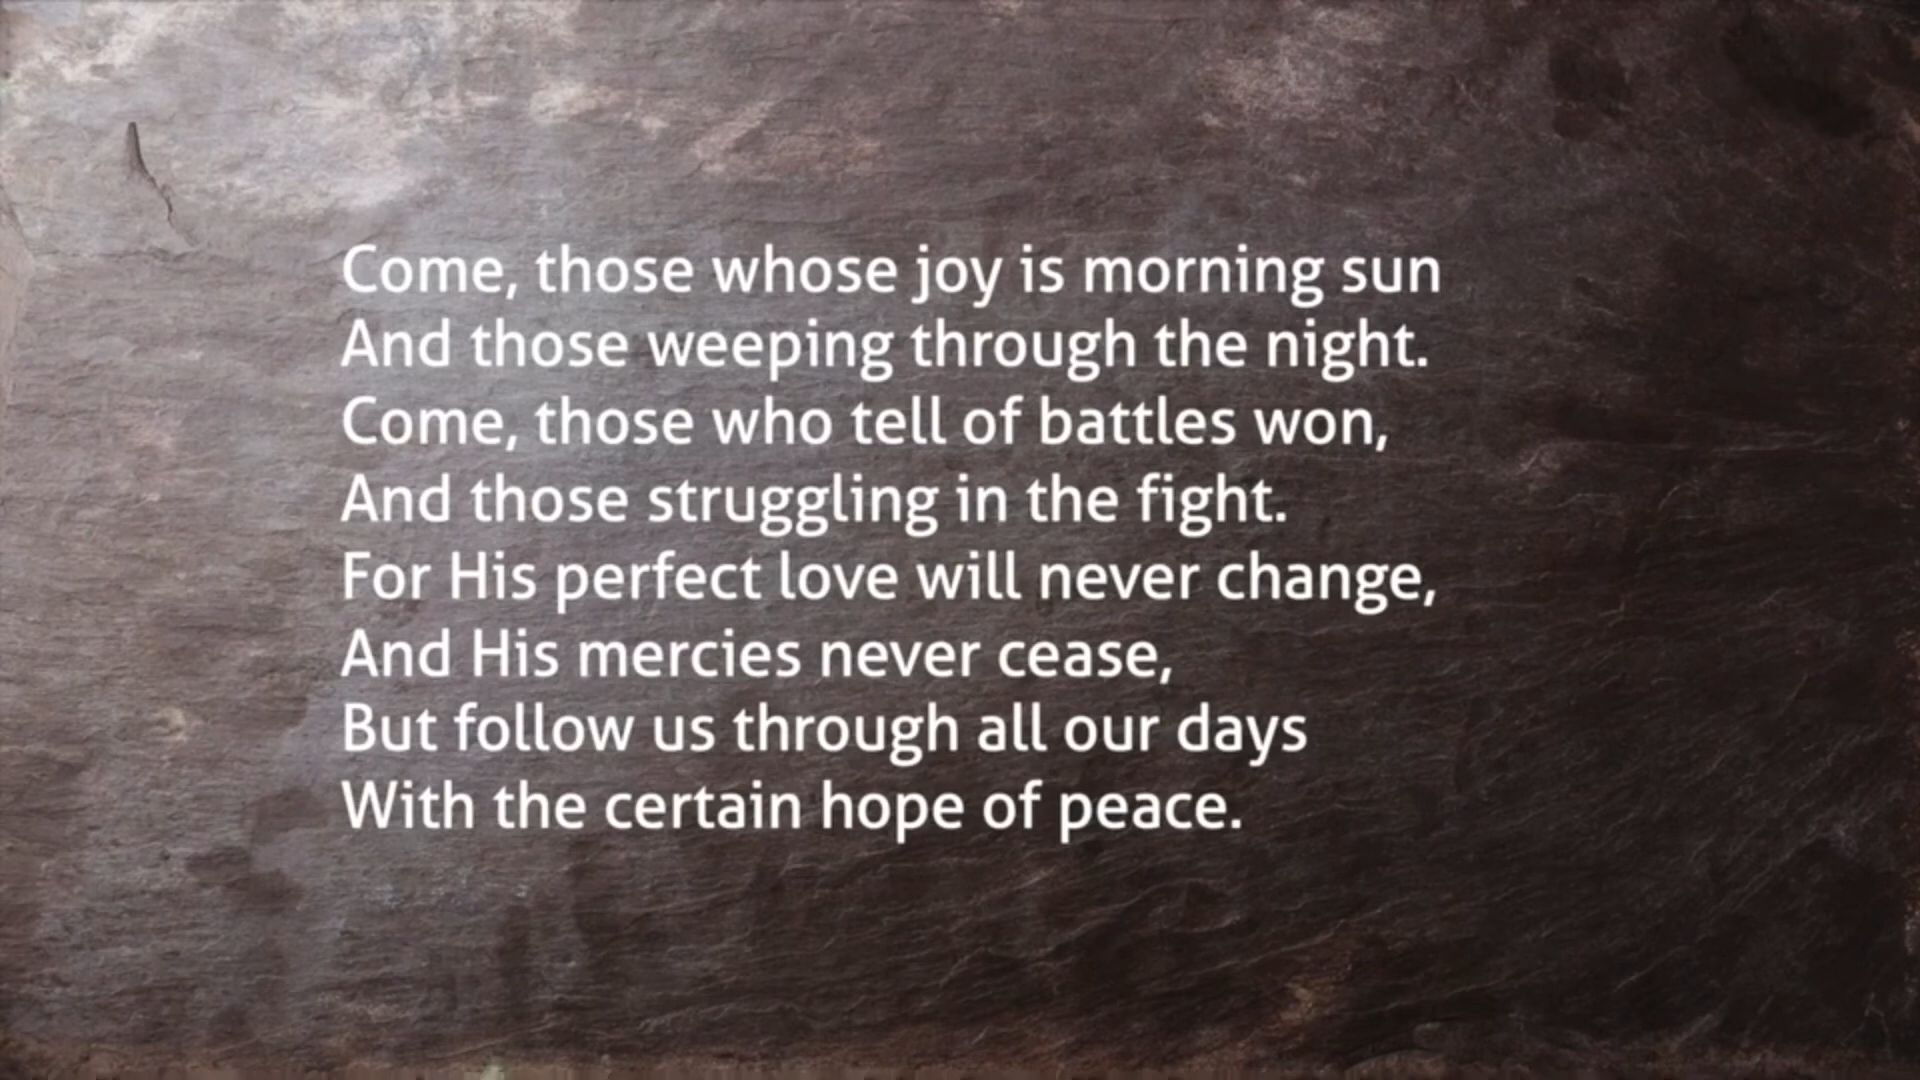 Come, those whose joy is morning sun
And those weeping through the night.
Come, those who tell of battles won,
And those struggling in the fight.
For His perfect love will never change,
And His mercies never cease,
But follow us through all our days
With the certain hope of peace.